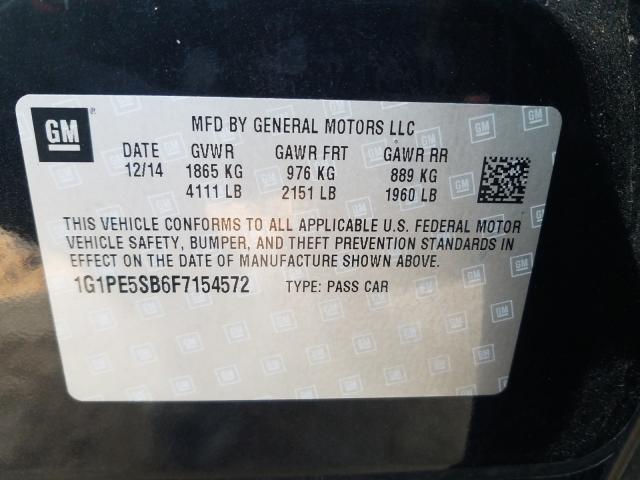 GM
MFD BY GENERAL MOTORS LLC
DATE GVWR GAWR FRT GAWR RR
12/14 1865 KG 976 KG 889 KG
4111 LB 2151 LB 1960 LB
THIS VEHICLE CONFORMS TO ALL APPLICABLE U.S. FEDERAL MOTOR
VEHICLE SAFETY, BUMPER, AND THEFT PREVENTION STANDARDS IN
EFFECT ON THE DATE OF MANUFACTURE SHOWN ABOVE.
1G1PE5SB6F7154572 TYPE: PASS CAR